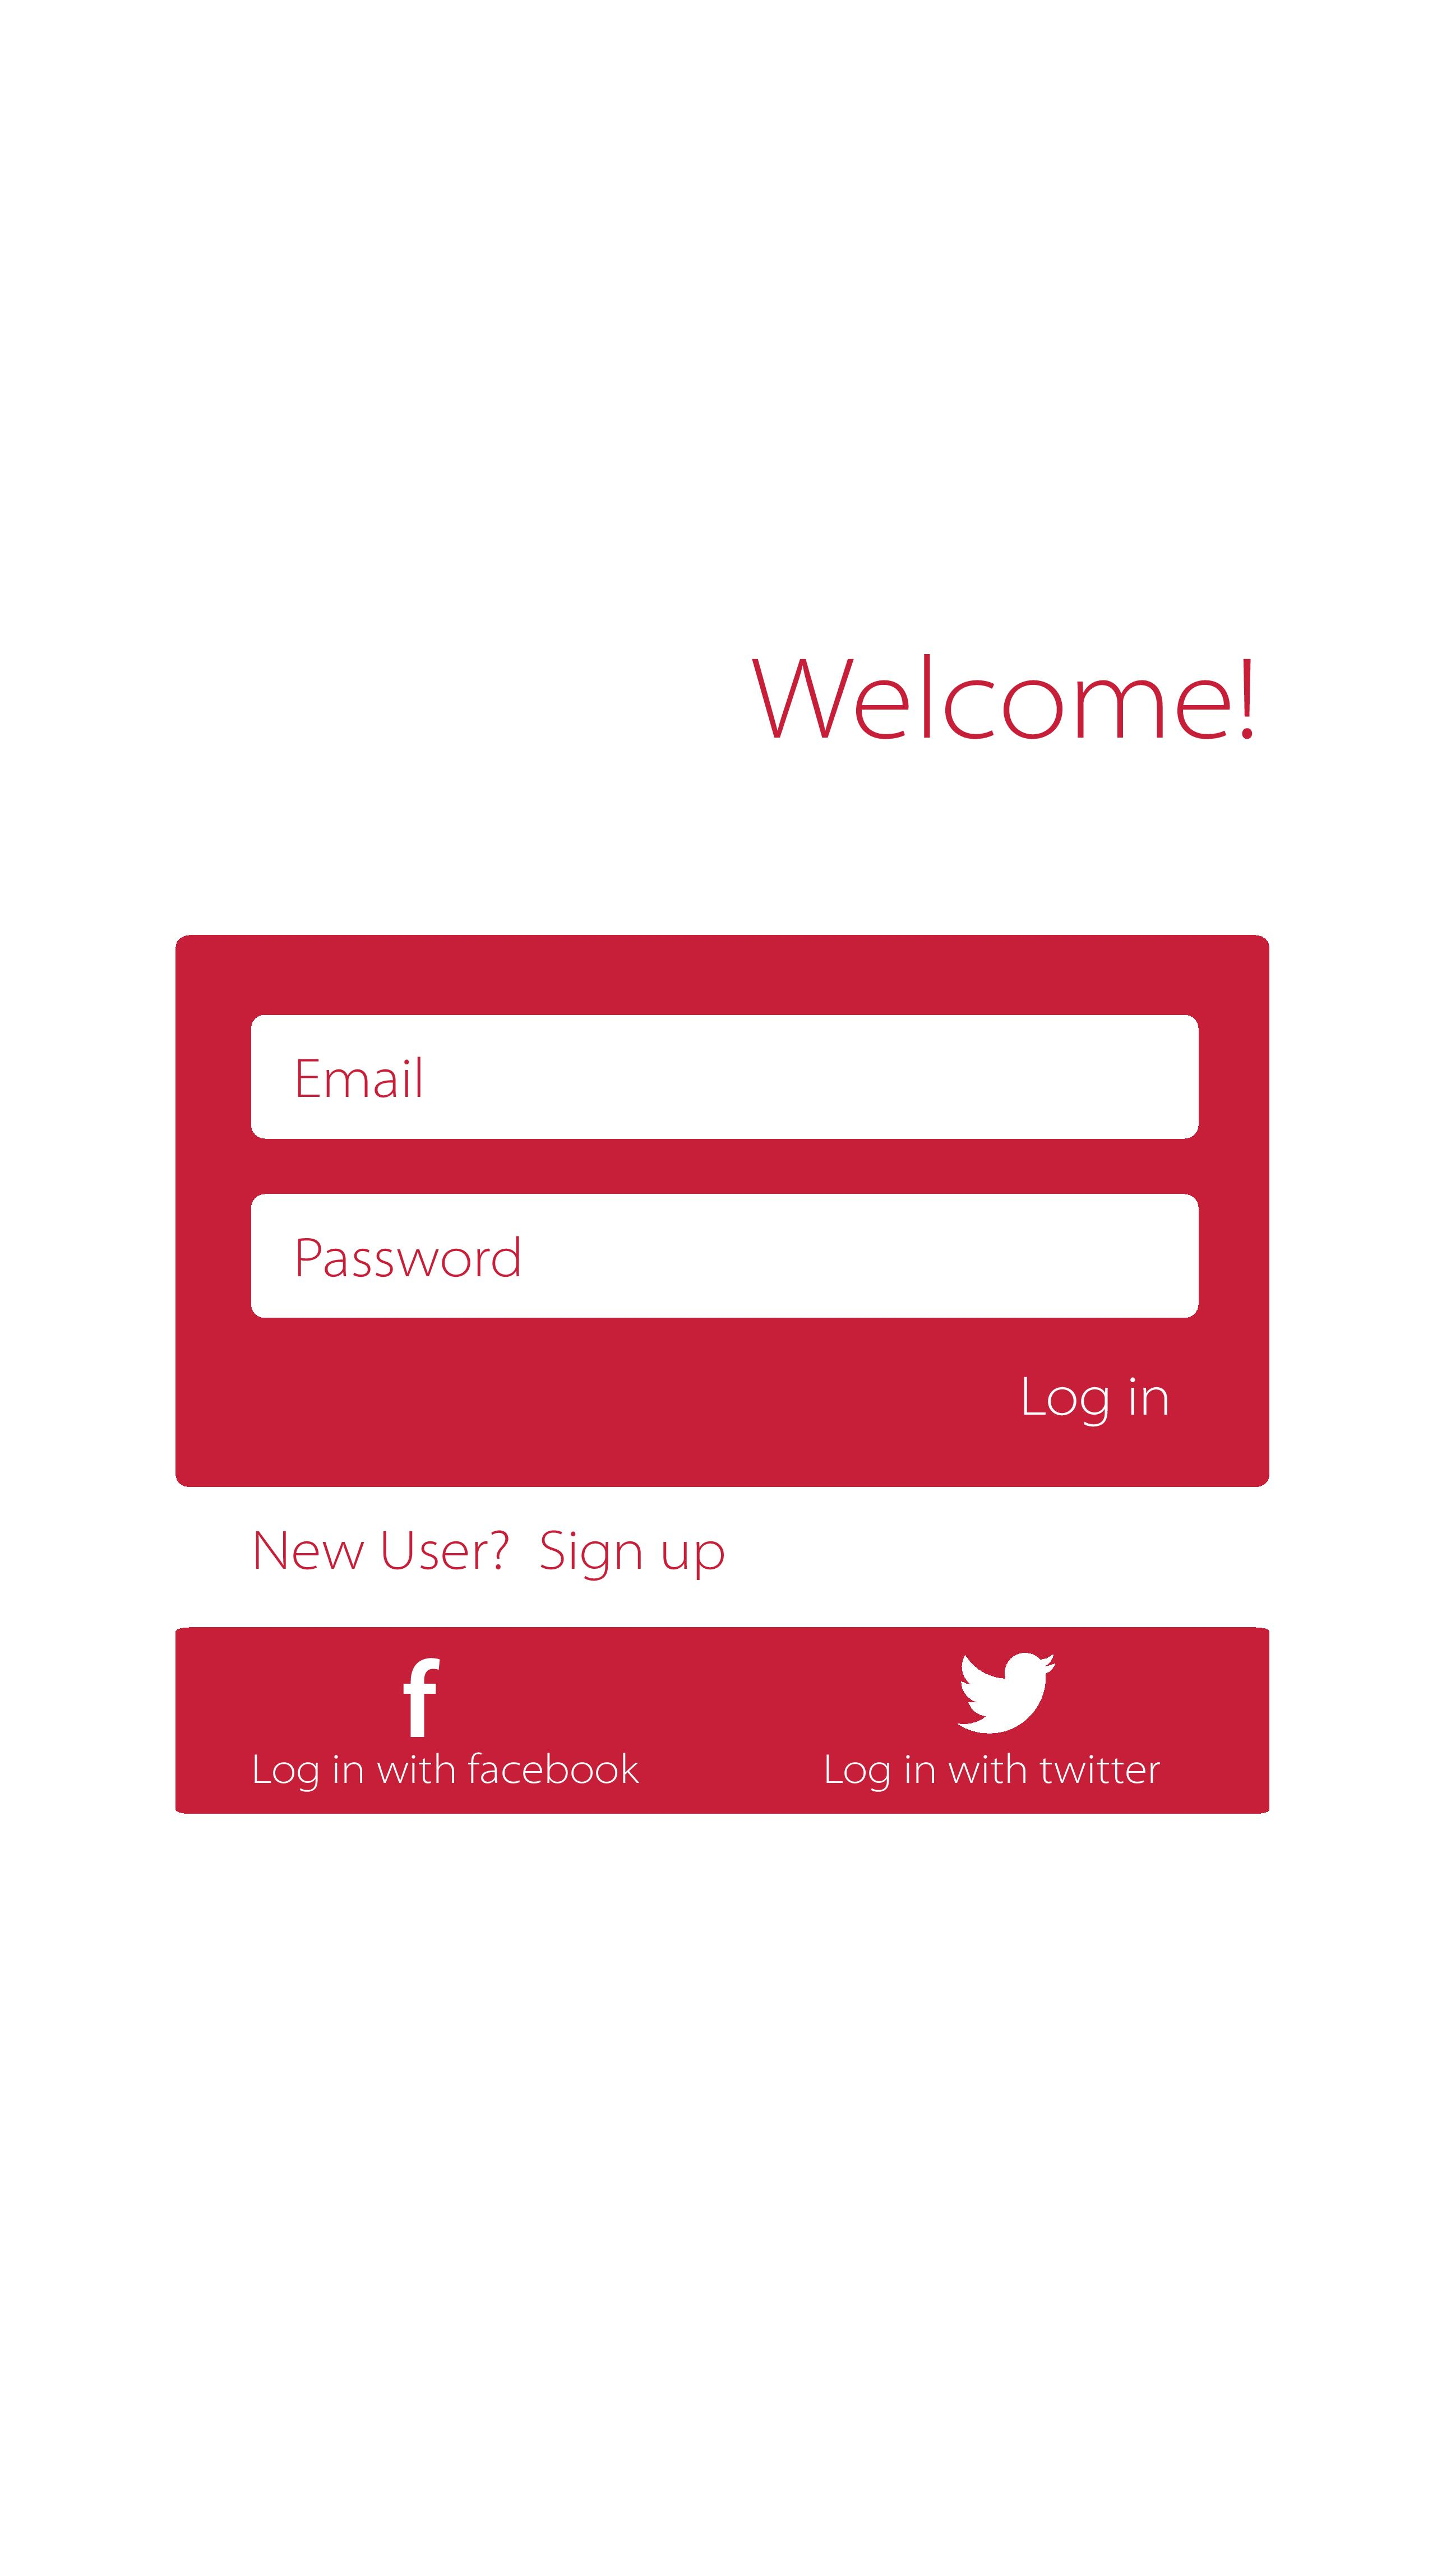 Welcome!
Email
Password
Log in
New User? Sign up
f
Log in with facebook
Log in with twitter